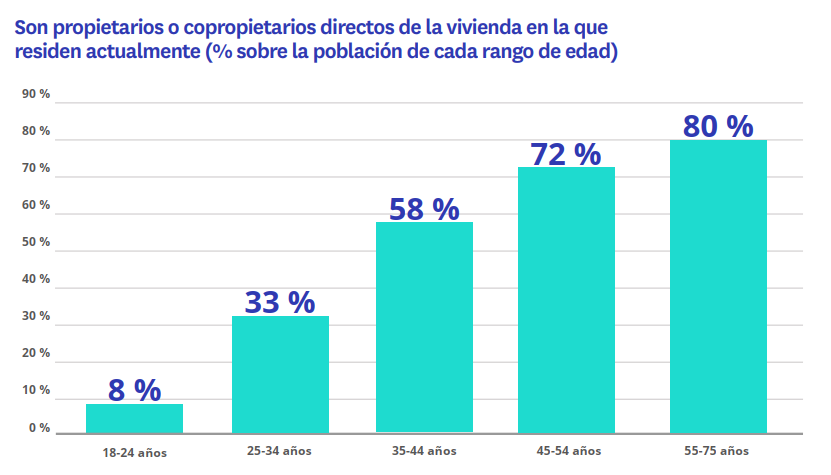 Son propietarios o copropietarios directos de la vivienda en la que
residen actualmente (% sobre la población de cada rango de edad)
90 %
80 %
70 %
60 %
50 %
40 %
30 %
20 %
10 %
0 %
8 %
33 %
58 %
72 %
80 %
18-24 años
25-34 años
35-44 años
45-54 años
55-75 años